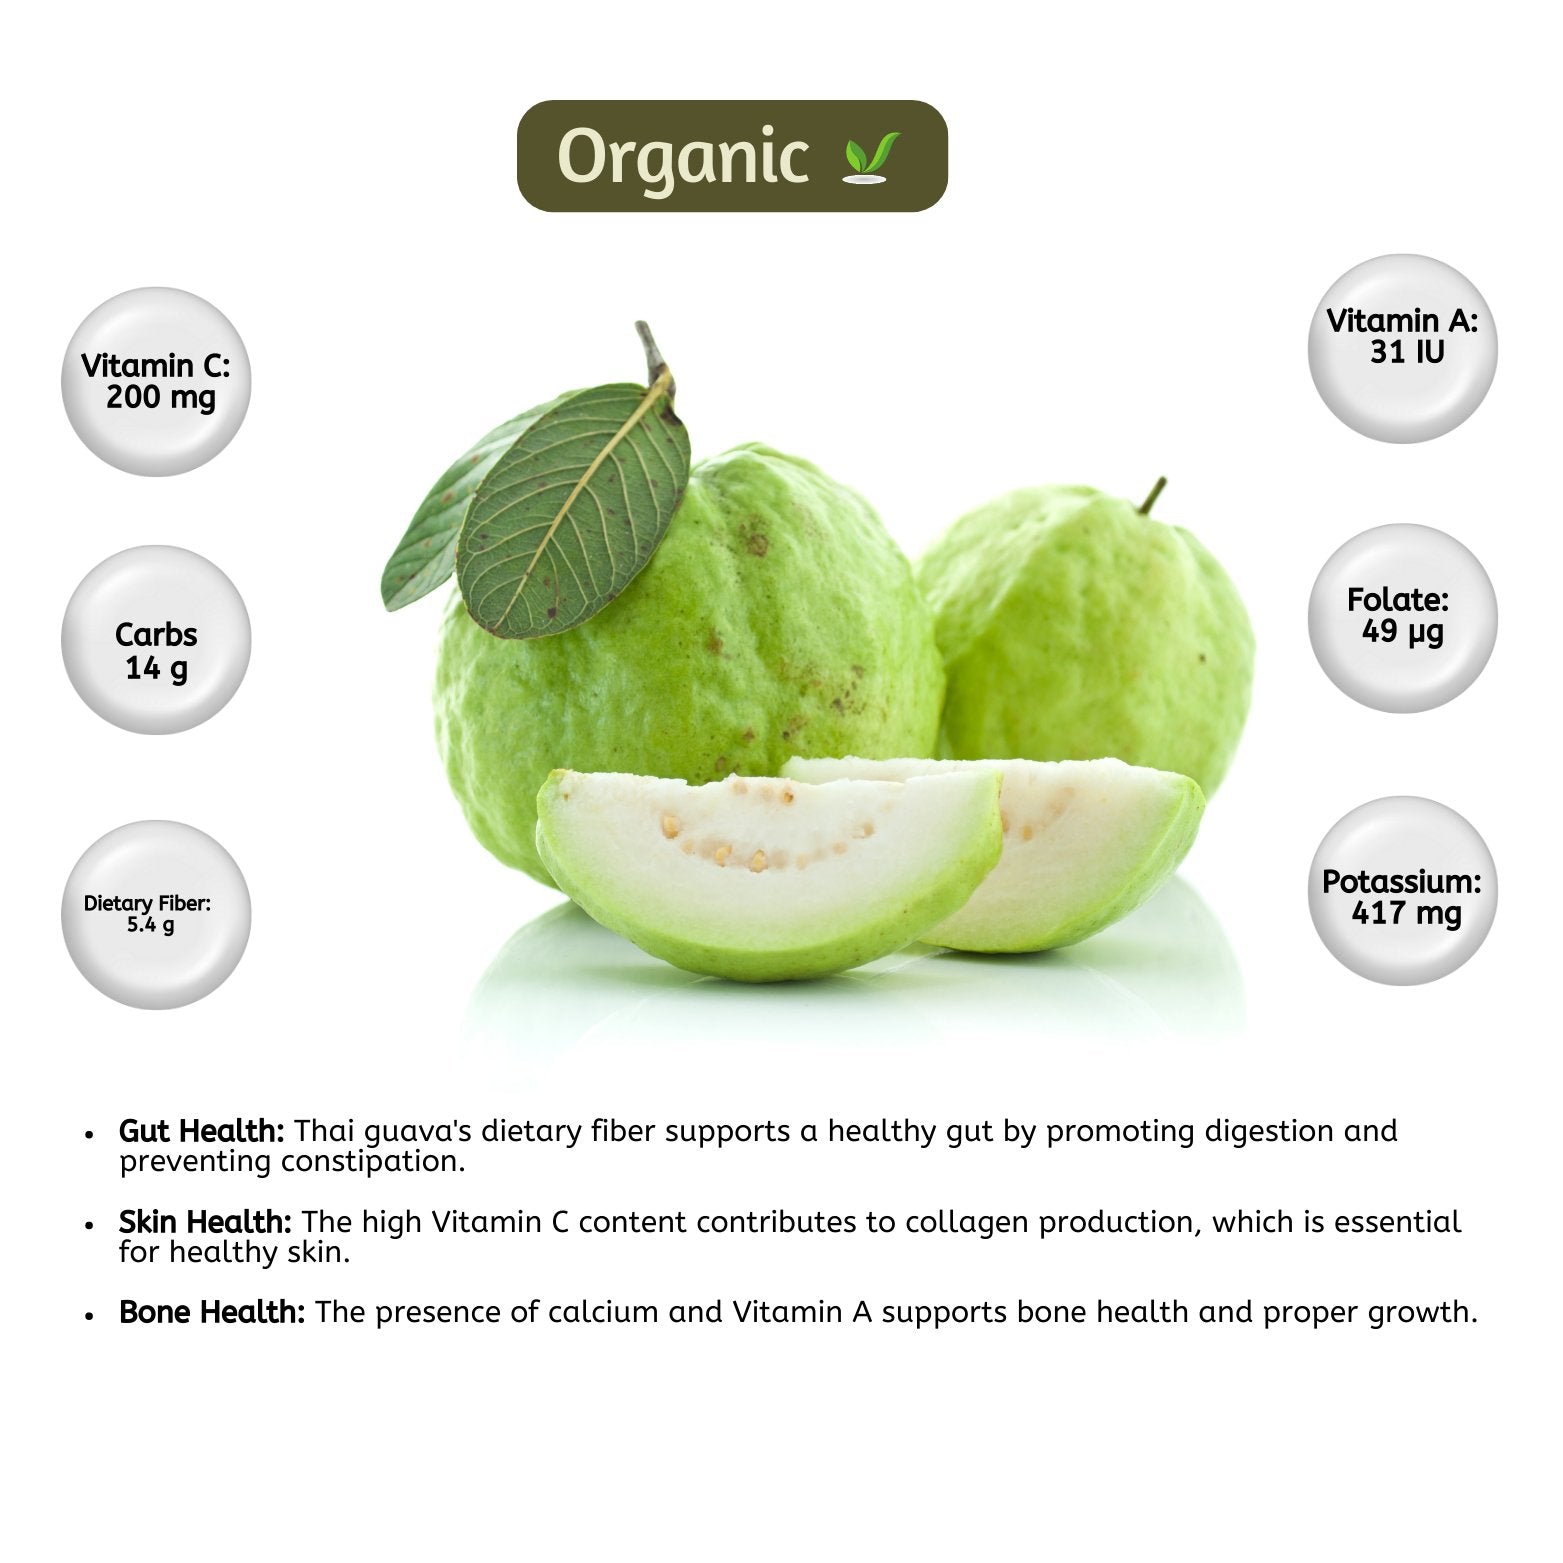 Organic
Vitamin C:
200 mg
Vitamin A:
31 IU
Carbs
14 g
Folate:
49 µg
Dietary Fiber:
5.4 g
Potassium:
417 mg
• Gut Health: Thai guava's dietary fiber supports a healthy gut by promoting digestion and
preventing constipation.
• Skin Health: The high Vitamin C content contributes to collagen production, which is essential
for healthy skin.
• Bone Health: The presence of calcium and Vitamin A supports bone health and proper growth.